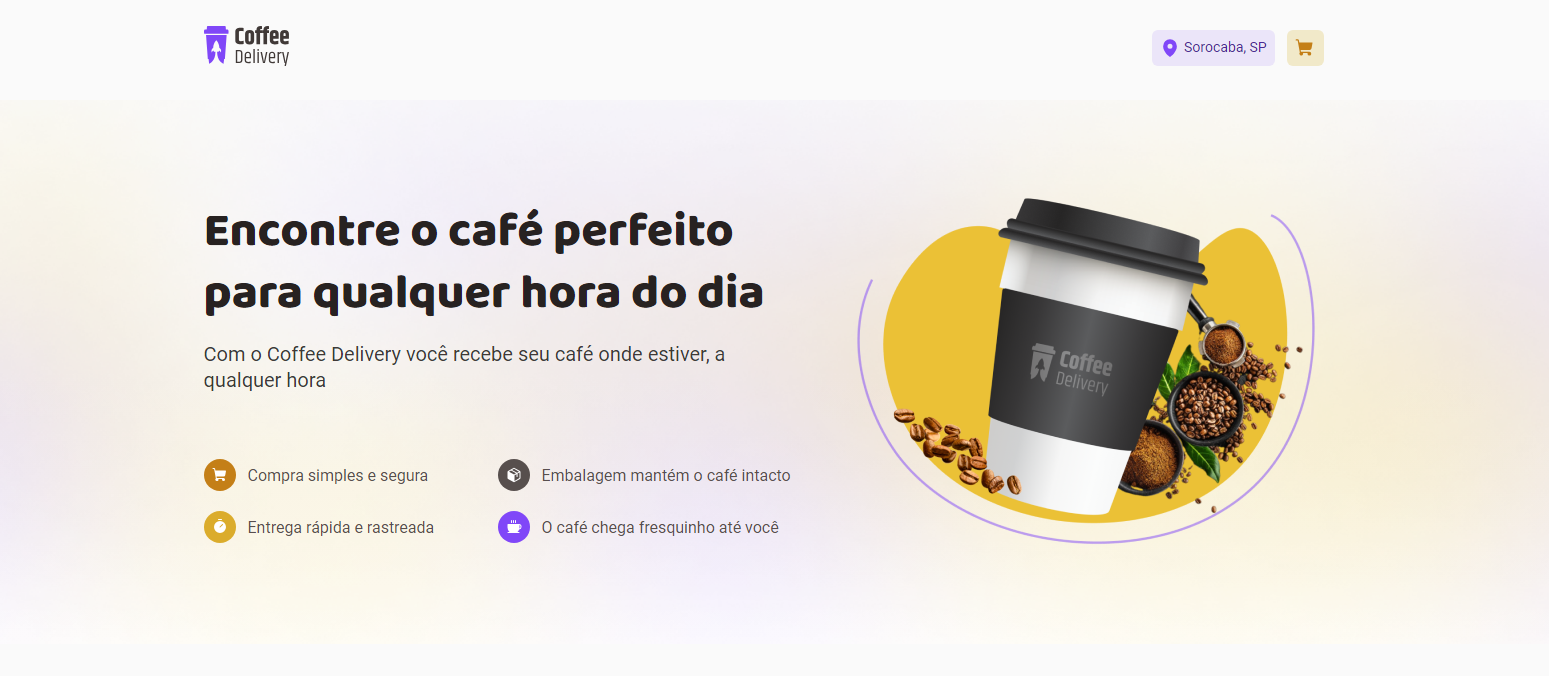 Coffee
Delivery
Sorocaba, SP
Encontre o café perfeito
para qualquer hora do dia
Com o Coffee Delivery você recebe seu café onde estiver, a
qualquer hora
Compra simples e segura
Embalagem mantém o café intacto
Entrega rápida e rastreada
O café chega fresquinho até você
Coffee
Delivery